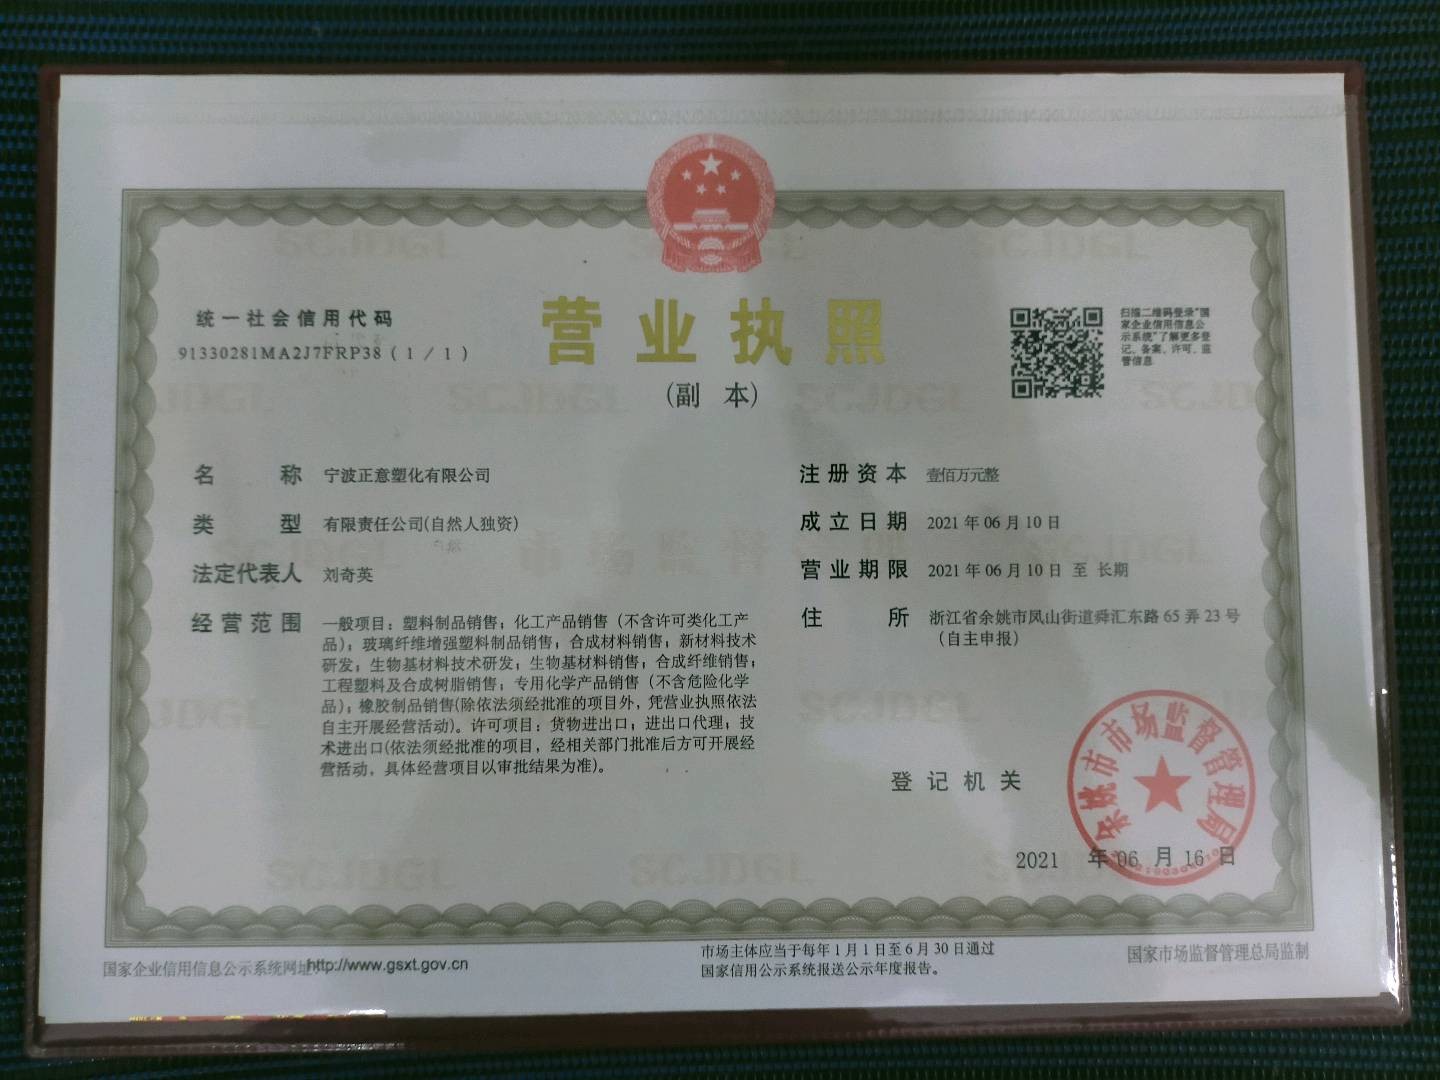 统一社会信用代码
91330281MA2J7FRP38 (1/1)
营业执照
(副 本)
扫描二维码登录“国
家企业信用信息公
示系统”了解更多登
记、备案、许可、监
管信息
名 称 宁波正意塑化有限公司
类 型 有限责任公司(自然人独资)
法定代表人 刘奇英
经营范围 一般项目：塑料制品销售；化工产品销售（不含许可类化工产
品）；玻璃纤维增强塑料制品销售；合成材料销售；新材料技术
研发；生物基材料技术研发；生物基材料销售；合成纤维销售；
工程塑料及合成树脂销售；专用化学产品销售（不含危险化学
品）；橡胶制品销售(除依法须经批准的项目外，凭营业执照依法
自主开展经营活动)。许可项目：货物进出口；进出口代理；技
术进出口(依法须经批准的项目，经相关部门批准后方可开展经
营活动，具体经营项目以审批结果为准)。
注册资本 壹佰万元整
成立日期 2021年06月10日
营业期限 2021年06月10日 至 长期
住 所 浙江省余姚市凤山街道舜汇东路65弄23号
（自主申报）
登记机关
余姚市市场监督管理局
2021 年 06 月 16 日
国家企业信用信息公示系统网址http://www.gsxt.gov.cn
市场主体应当于每年1月1日至6月30日通过
国家信用公示系统报送公示年度报告。
国家市场监督管理总局监制
SCJDGL